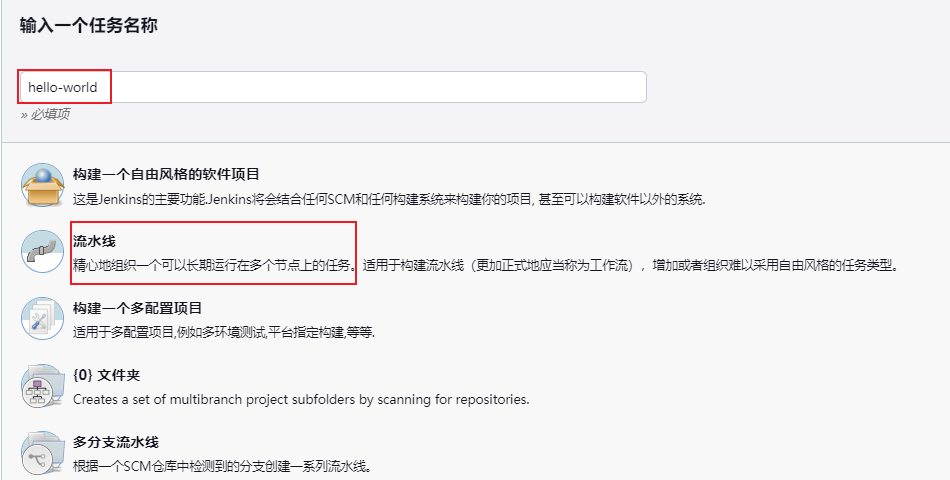 输入一个任务名称
hello-world
» 必填项
构建一个自由风格的软件项目
这是Jenkins的主要功能.Jenkins将会结合任何SCM和任何构建系统来构建你的项目, 甚至可以构建软件以外的系统.
流水线
精心地组织一个可以长期运行在多个节点上的任务。适用于构建流水线（更加正式地应当称为工作流），增加或者组织难以采用自由风格的任务类型。
构建一个多配置项目
适用于多配置项目,例如多环境测试,平台指定构建,等等.
{0} 文件夹
Creates a set of multibranch project subfolders by scanning for repositories.
多分支流水线
根据一个SCM仓库中检测到的分支创建一系列流水线。